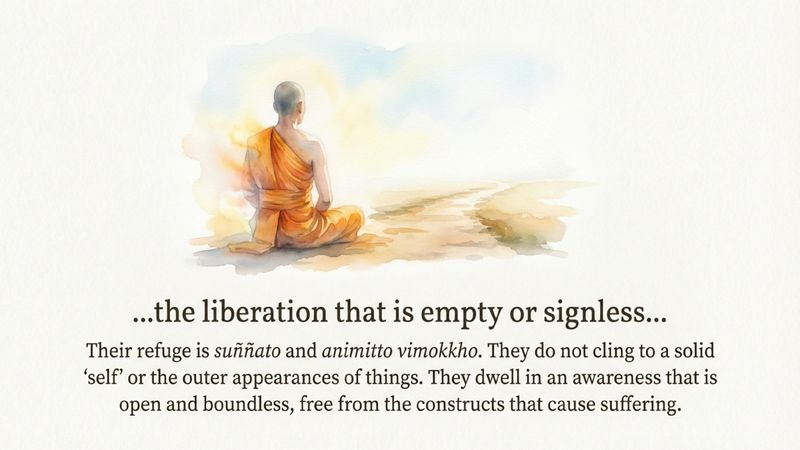 ...the liberation that is empty or signless...
Their refuge is suññato and animitto vimokkho. They do not cling to a solid
‘self’ or the outer appearances of things. They dwell in an awareness that is
open and boundless, free from the constructs that cause suffering.